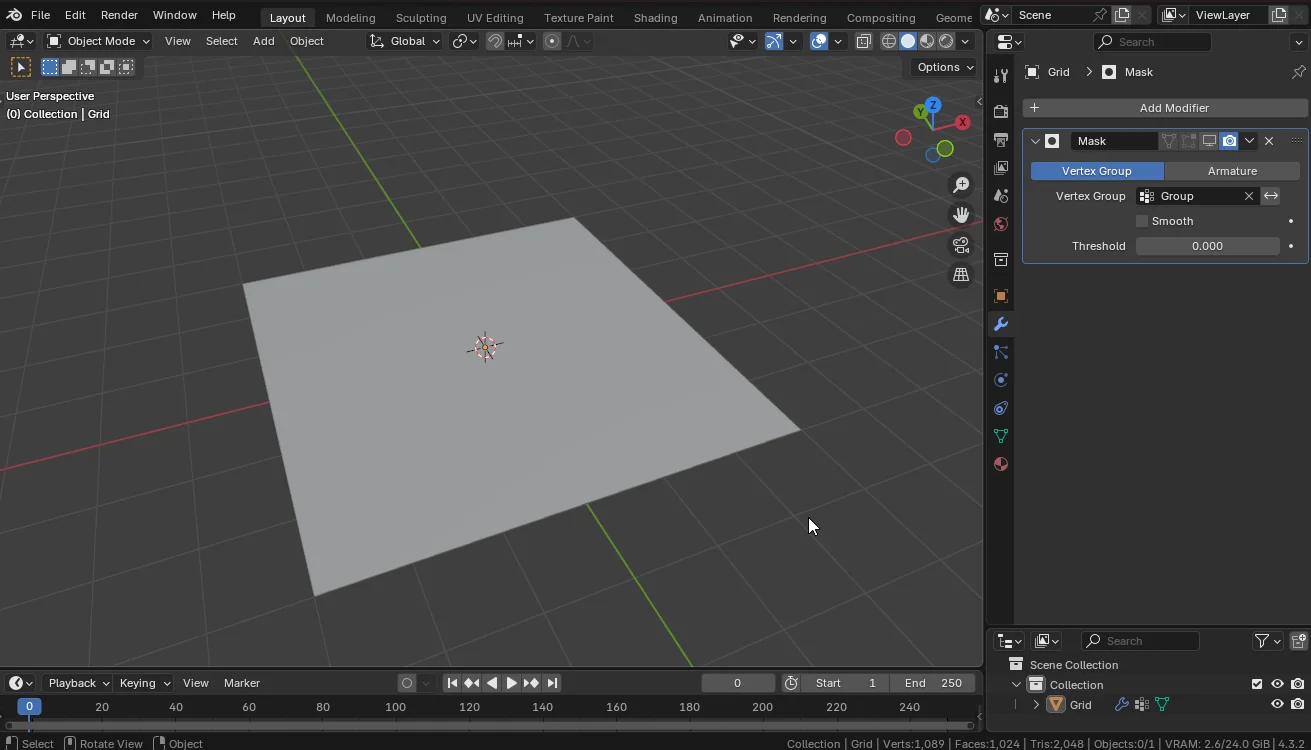 File Edit Render Window Help Layout Modeling Sculpting UV Editing Texture Paint Shading Animation Rendering Compositing Geome Scene ViewLayer
Object Mode View Select Add Object Global Search
Options
User Perspective
(0) Collection | Grid
Z
Y
X
Grid Mask
Add Modifier
Mask
Vertex Group Armature
Vertex Group Group
Smooth
Threshold 0.000
Search
Scene Collection
Collection
Grid
Playback Keying View Marker 0 Start 1 End 250
0 20 40 60 80 100 120 140 160 180 200 220 240
Select Rotate View Object Collection | Grid | Verts:1,089 | Faces:1,024 | Tris:2,048 | Objects:0/1 | VRAM: 2.6/24.0 GiB | 4.3.2